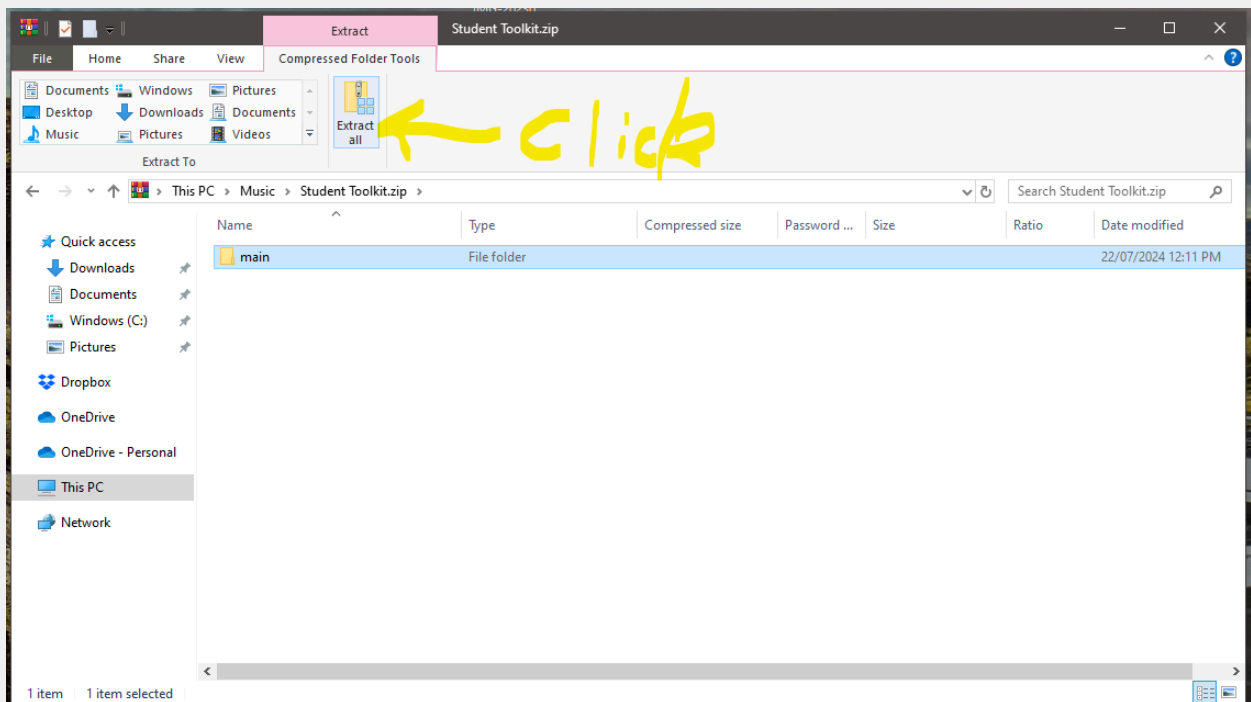 Extract
Student Toolkit.zip
File Home Share View Compressed Folder Tools
Documents Windows Pictures
Desktop Downloads Documents
Music Pictures Videos
Extract all
Click
Extract To
This PC > Music > Student Toolkit.zip >
Search Student Toolkit.zip
Name Type Compressed size Password ... Size Ratio Date modified
Quick access
main File folder 22/07/2024 12:11 PM
Downloads
Documents
Windows (C:)
Pictures
Dropbox
OneDrive
OneDrive - Personal
This PC
Network
1 item 1 item selected